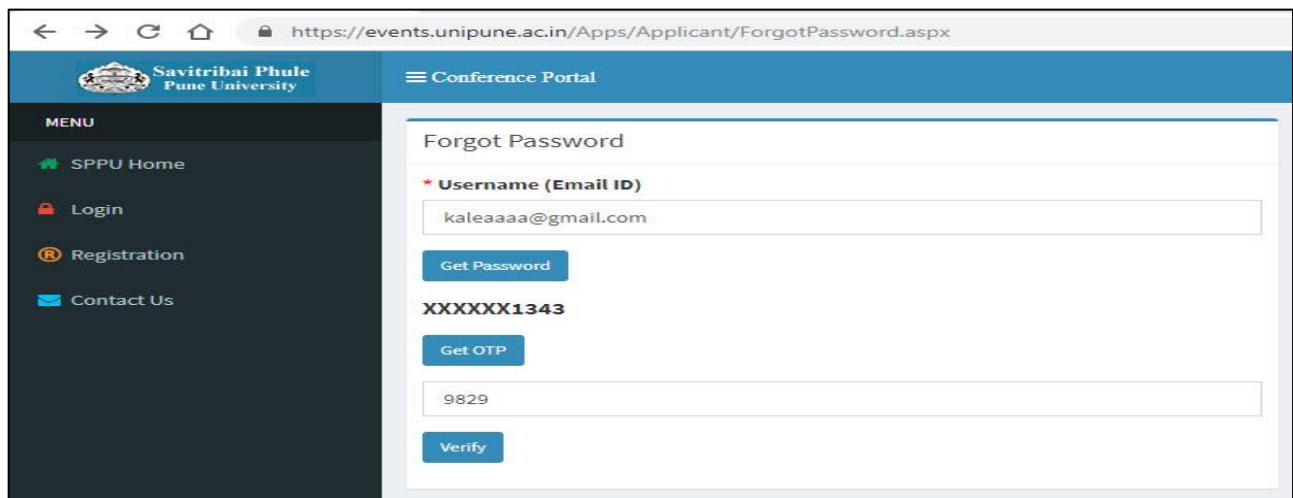 https://events.unipune.ac.in/Apps/Applicant/ForgotPassword.aspx
Savitribai Phule
Pune University
Conference Portal
MENU
SPPU Home
Login
Registration
Contact Us
Forgot Password
* Username (Email ID)
kaleaaaa@gmail.com
Get Password
XXXXXX1343
Get OTP
9829
Verify